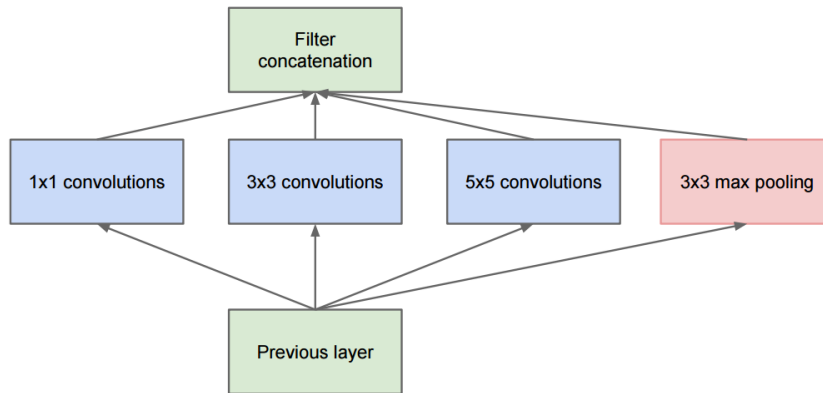 Filter
concatenation
1x1 convolutions
3x3 convolutions
5x5 convolutions
3x3 max pooling
Previous layer